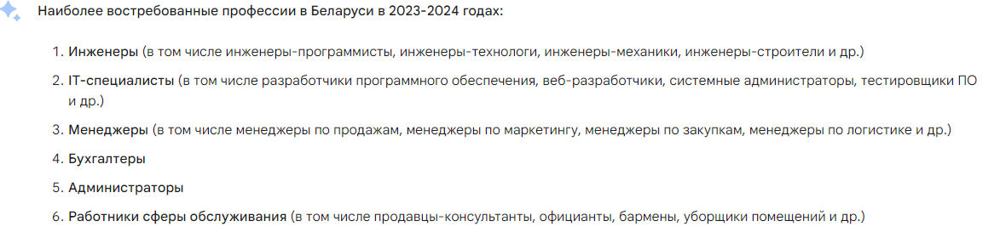 Наиболее востребованные профессии в Беларуси в 2023-2024 годах:
1. Инженеры (в том числе инженеры-программисты, инженеры-технологи, инженеры-механики, инженеры-строители и др.)
2. IT-специалисты (в том числе разработчики программного обеспечения, веб-разработчики, системные администраторы, тестировщики ПО
и др.)
3. Менеджеры (в том числе менеджеры по продажам, менеджеры по маркетингу, менеджеры по закупкам, менеджеры по логистике и др.)
4. Бухгалтеры
5. Администраторы
6. Работники сферы обслуживания (в том числе продавцы-консультанты, официанты, бармены, уборщики помещений и др.)